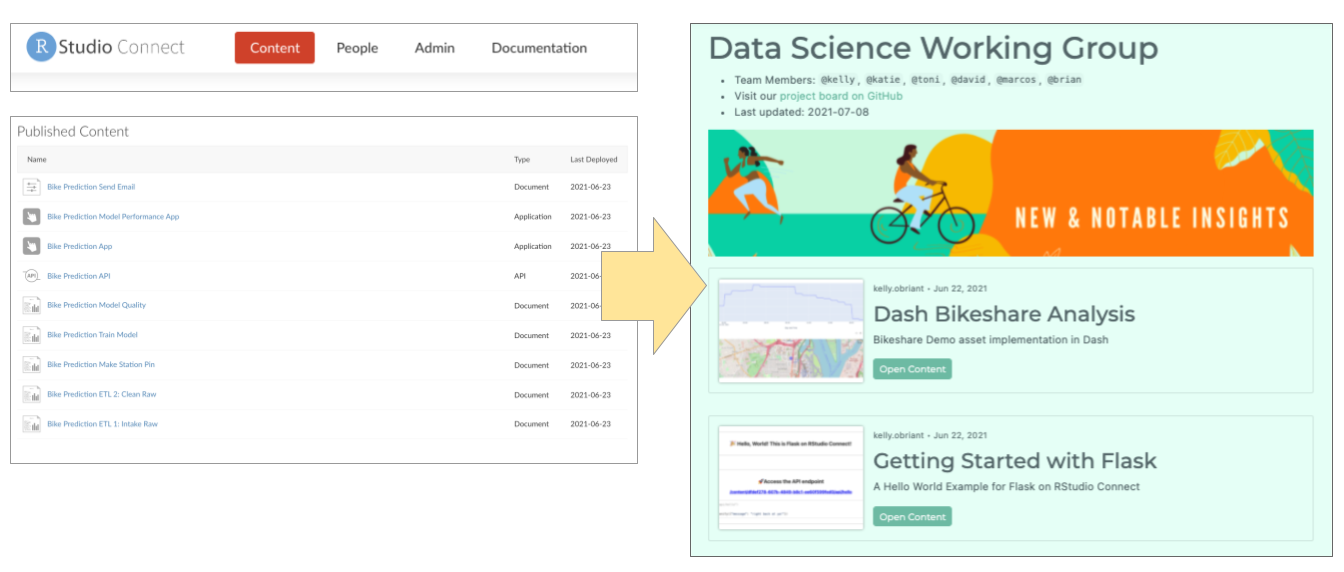 R Studio Connect
Content People Admin Documentation
Published Content
Name Type Last Deployed
Bike Prediction Send Email Document 2021-06-23
Bike Prediction Model Performance App Application 2021-06-23
Bike Prediction App Application 2021-06-23
API Bike Prediction API API 2021-06-
Bike Prediction Model Quality Document 2021-06-
Bike Prediction Train Model Document 2021-06-23
Bike Prediction Make Station Pin Document 2021-06-23
Bike Prediction ETL 2: Clean Raw Document 2021-06-23
Bike Prediction ETL 1: Intake Raw Document 2021-06-23
Data Science Working Group
• Team Members: @kelly, @katie, @toni, @david, @marcos, @brian
• Visit our project board on GitHub
• Last updated: 2021-07-08
NEW & NOTABLE INSIGHTS
kelly.obriant - Jun 22, 2021
Dash Bikeshare Analysis
Bikeshare Demo asset implementation in Dash
Open Content
Hello, World! This is Flask on RStudio Connect!
Access the API endpoint
kelly.obriant - Jun 22, 2021
Getting Started with Flask
A Hello World Example for Flask on RStudio Connect
Open Content